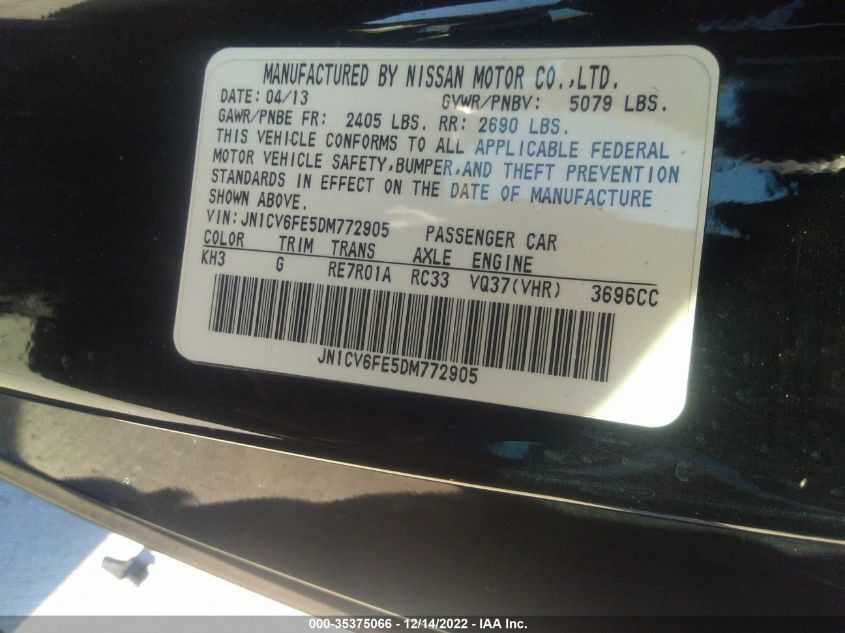 MANUFACTURED BY NISSAN MOTOR CO.,LTD.
DATE: 04/13 GVWR/PNBV: 5079 LBS.
GAWR/PNBE FR: 2405 LBS. RR: 2690 LBS.
THIS VEHICLE CONFORMS TO ALL APPLICABLE FEDERAL
MOTOR VEHICLE SAFETY,BUMPER,AND THEFT PREVENTION
STANDARDS IN EFFECT ON THE DATE OF MANUFACTURE
SHOWN ABOVE.
VIN:JN1CV6FE5DM772905 PASSENGER CAR
COLOR TRIM TRANS AXLE ENGINE
KH3 G RE7R01A RC33 VQ37(VHR) 3696CC
JN1CV6FE5DM772905
000-35375066 - 12/14/2022 - IAA Inc.